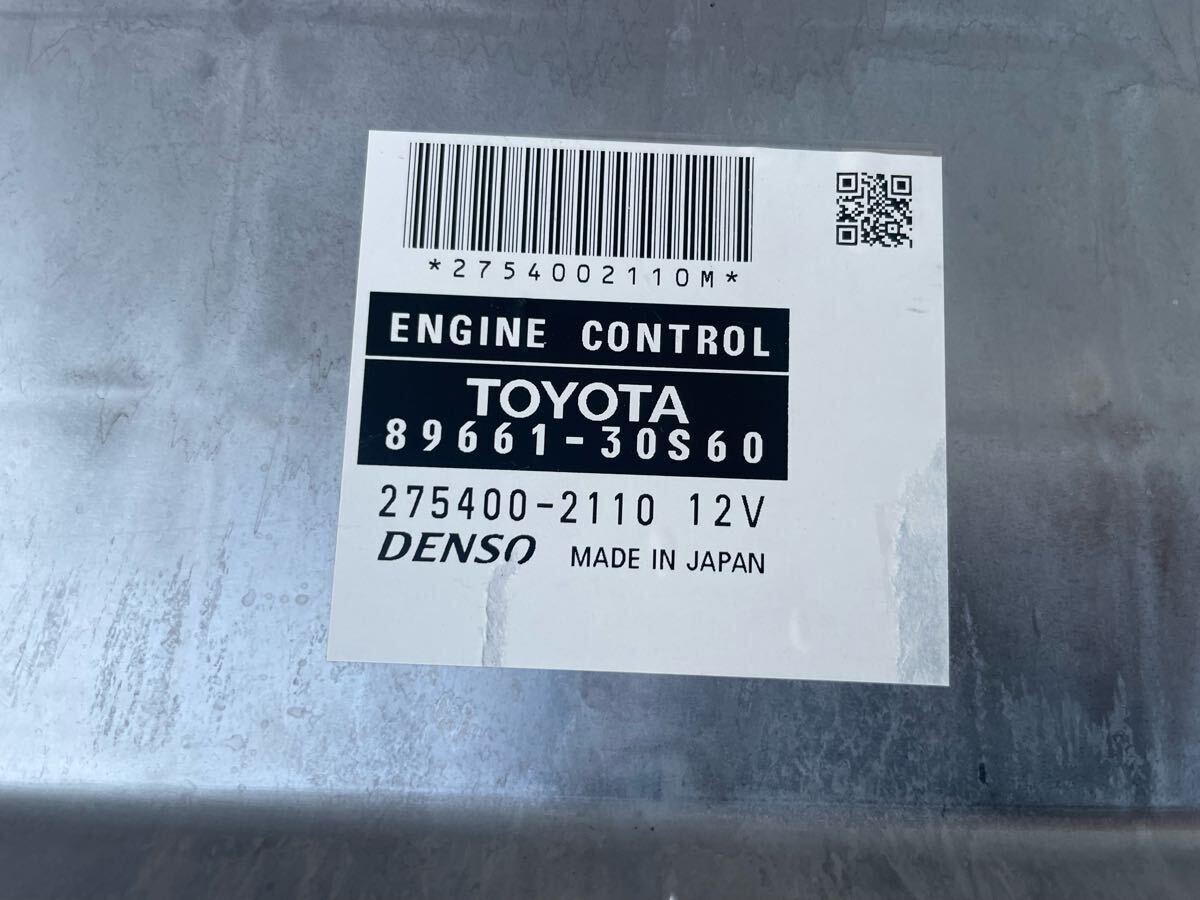 *2754002110M*
ENGINE CONTROL
TOYOTA
89661-30S60
275400-2110 12V
DENSO MADE IN JAPAN